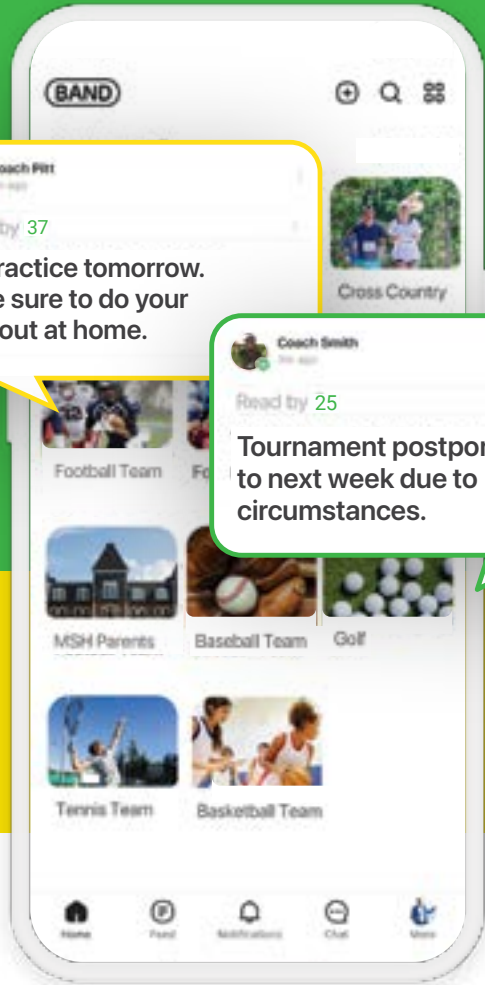 BAND
Coach Pitt
by 37
ractice tomorrow.
e sure to do your
out at home.
Cross Country
Coach Smith
Read by 25
Tournament postpon
to next week due to
circumstances.
Football Team
Fo
MSH Parents
Baseball Team
Golf
Tennis Team
Basketball Team
Home
Feed
Notifications
Chat
More